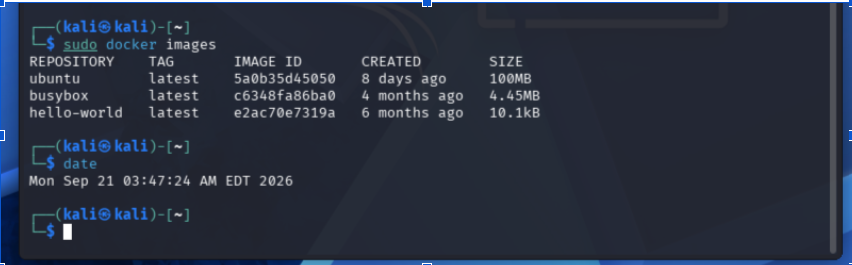 ┌──(kali㉿kali)-[~]
└─$ sudo docker images
REPOSITORY    TAG       IMAGE ID       CREATED        SIZE
ubuntu        latest    5a0b35d45050   8 days ago     100MB
busybox       latest    c6348fa86ba0   4 months ago   4.45MB
hello-world   latest    e2ac70e7319a   6 months ago   10.1kB
┌──(kali㉿kali)-[~]
└─$ date
Mon Sep 21 03:47:24 AM EDT 2026
┌──(kali㉿kali)-[~]
└─$